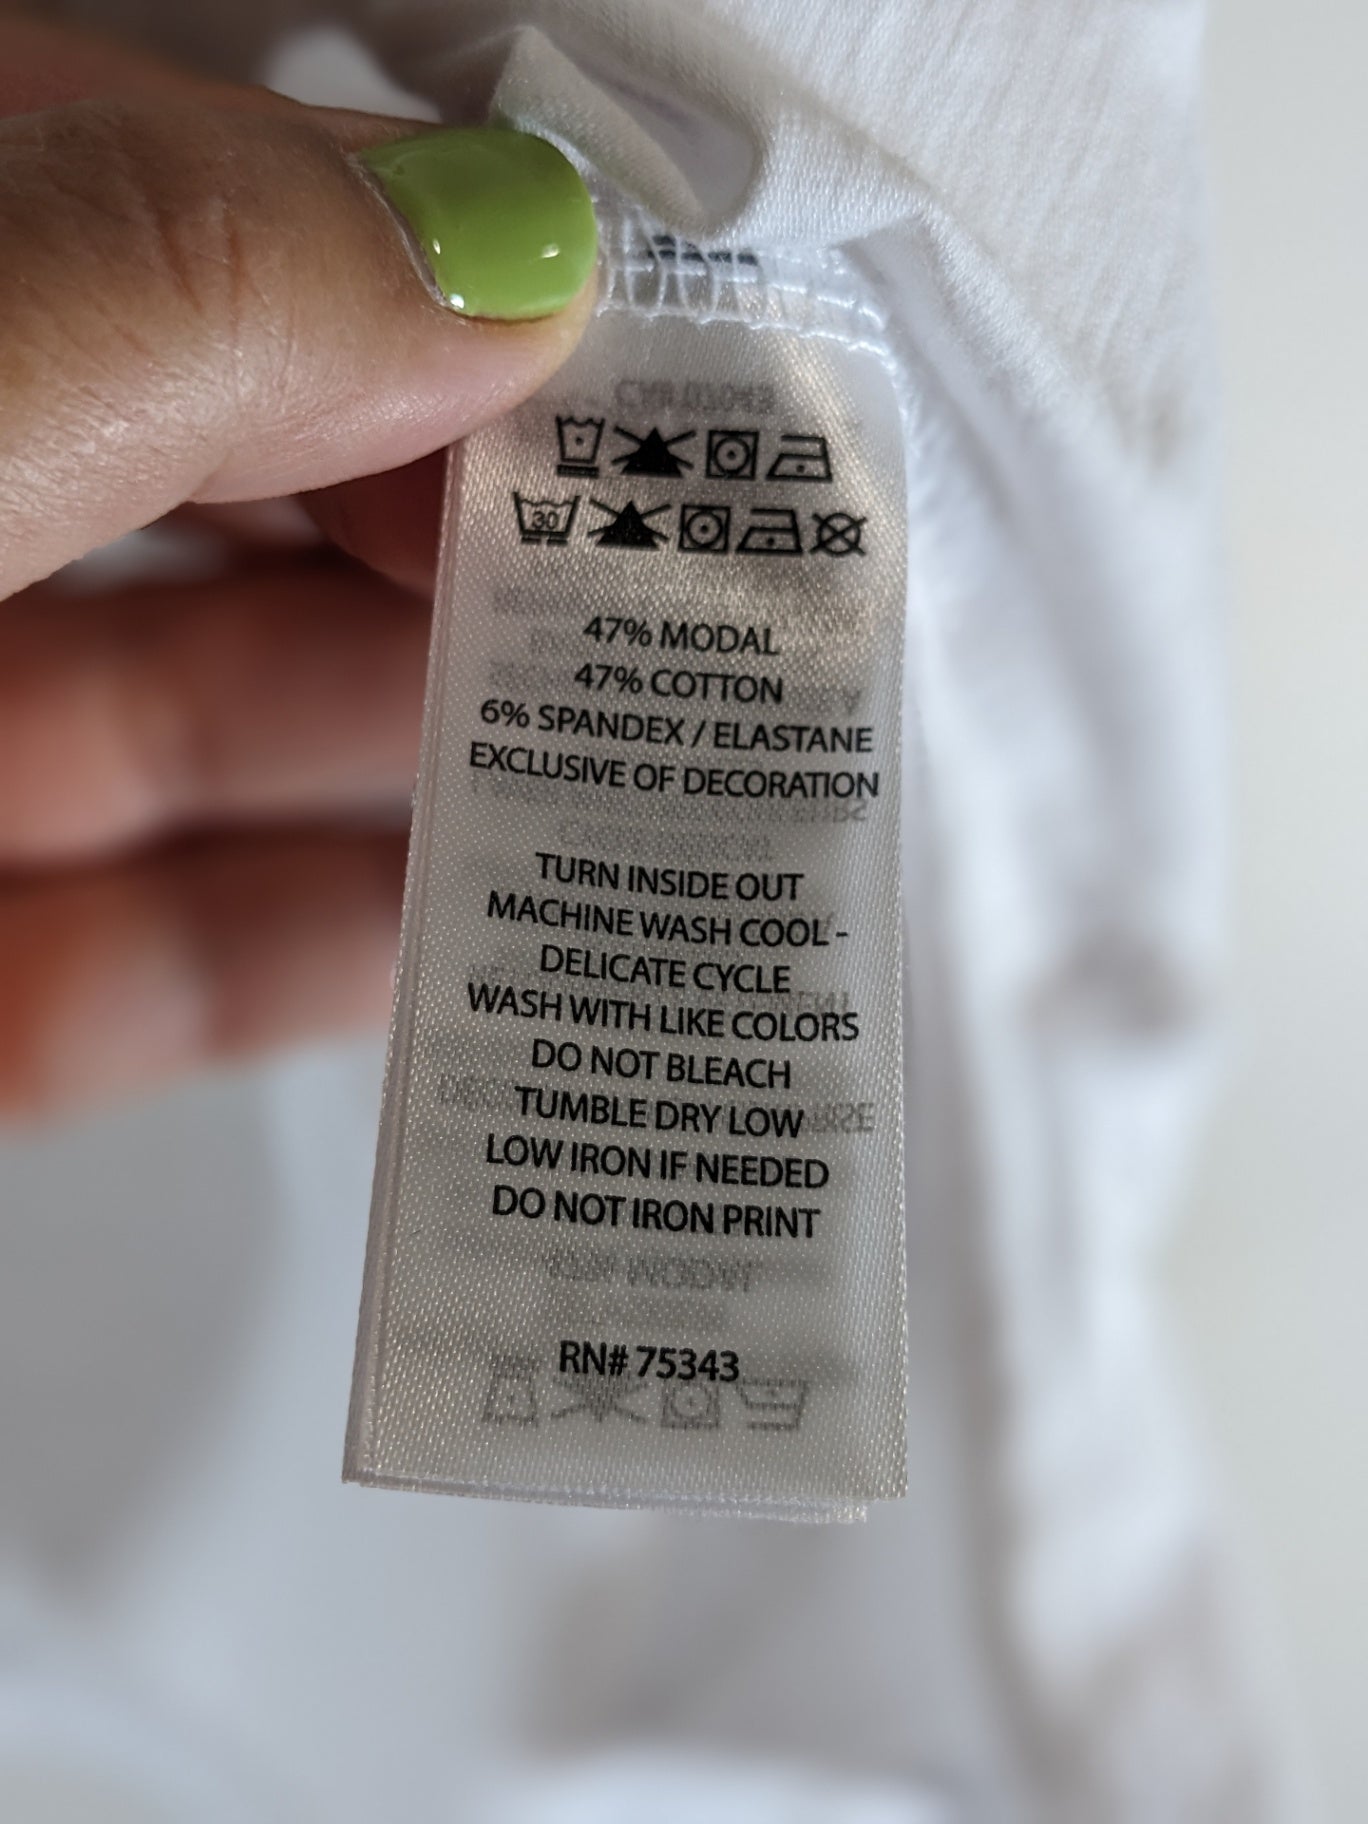 30
47% MODAL
47% COTTON
6% SPANDEX / ELASTANE
EXCLUSIVE OF DECORATION
TURN INSIDE OUT
MACHINE WASH COOL -
DELICATE CYCLE
WASH WITH LIKE COLORS
DO NOT BLEACH
TUMBLE DRY LOW
LOW IRON IF NEEDED
DO NOT IRON PRINT
RN# 75343